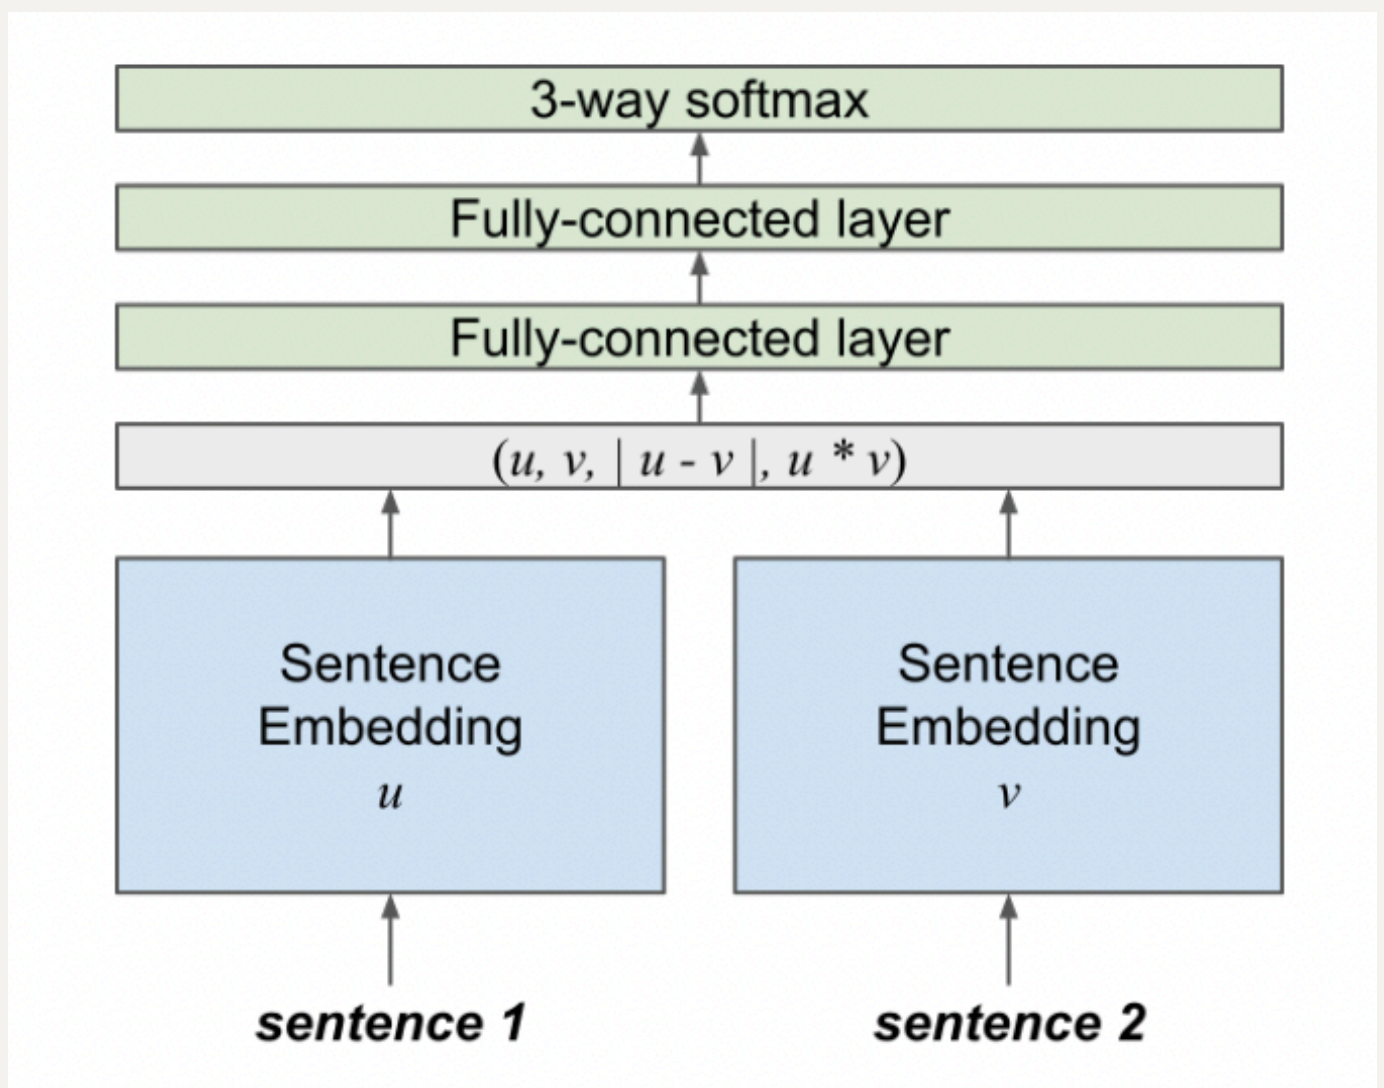 3-way softmax
Fully-connected layer
Fully-connected layer
(u, v, | u - v |, u * v)
Sentence
Embedding
u
Sentence
Embedding
v
sentence 1
sentence 2